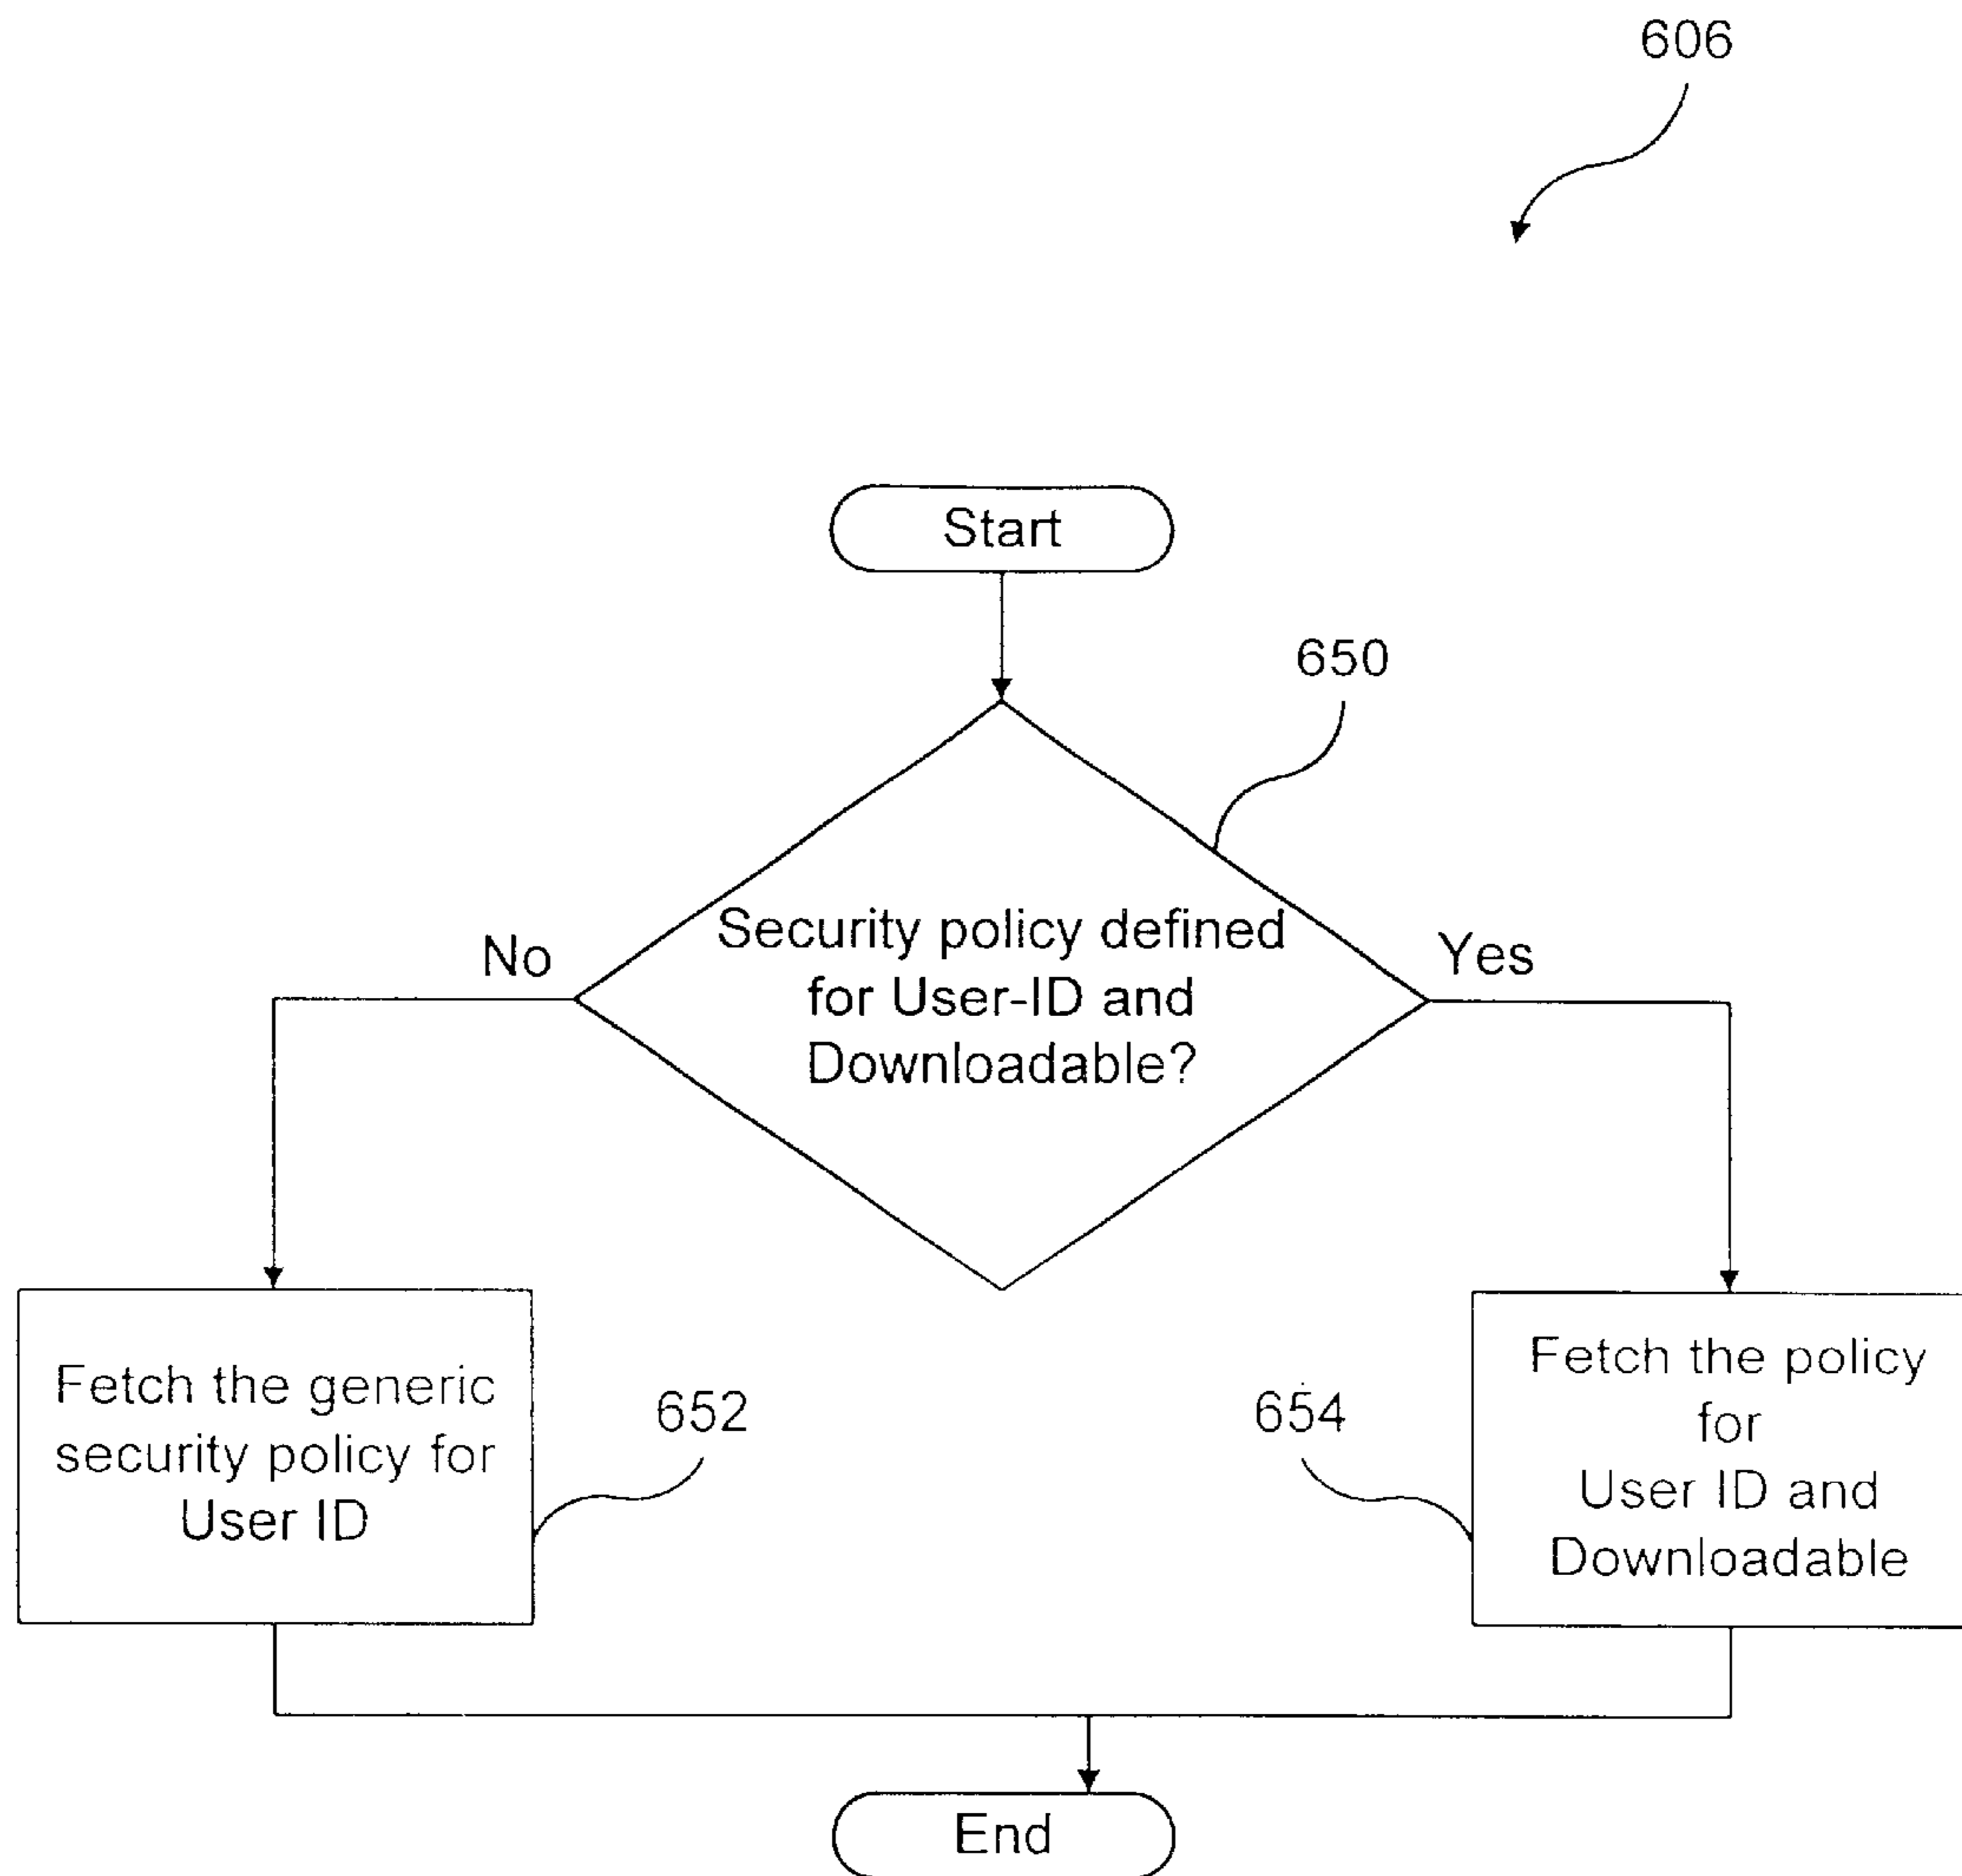 606
Start
650
Security policy defined
for User-ID and
Downloadable?
No
Yes
Fetch the generic
security policy for
User ID
652
654
Fetch the policy
for
User ID and
Downloadable
End